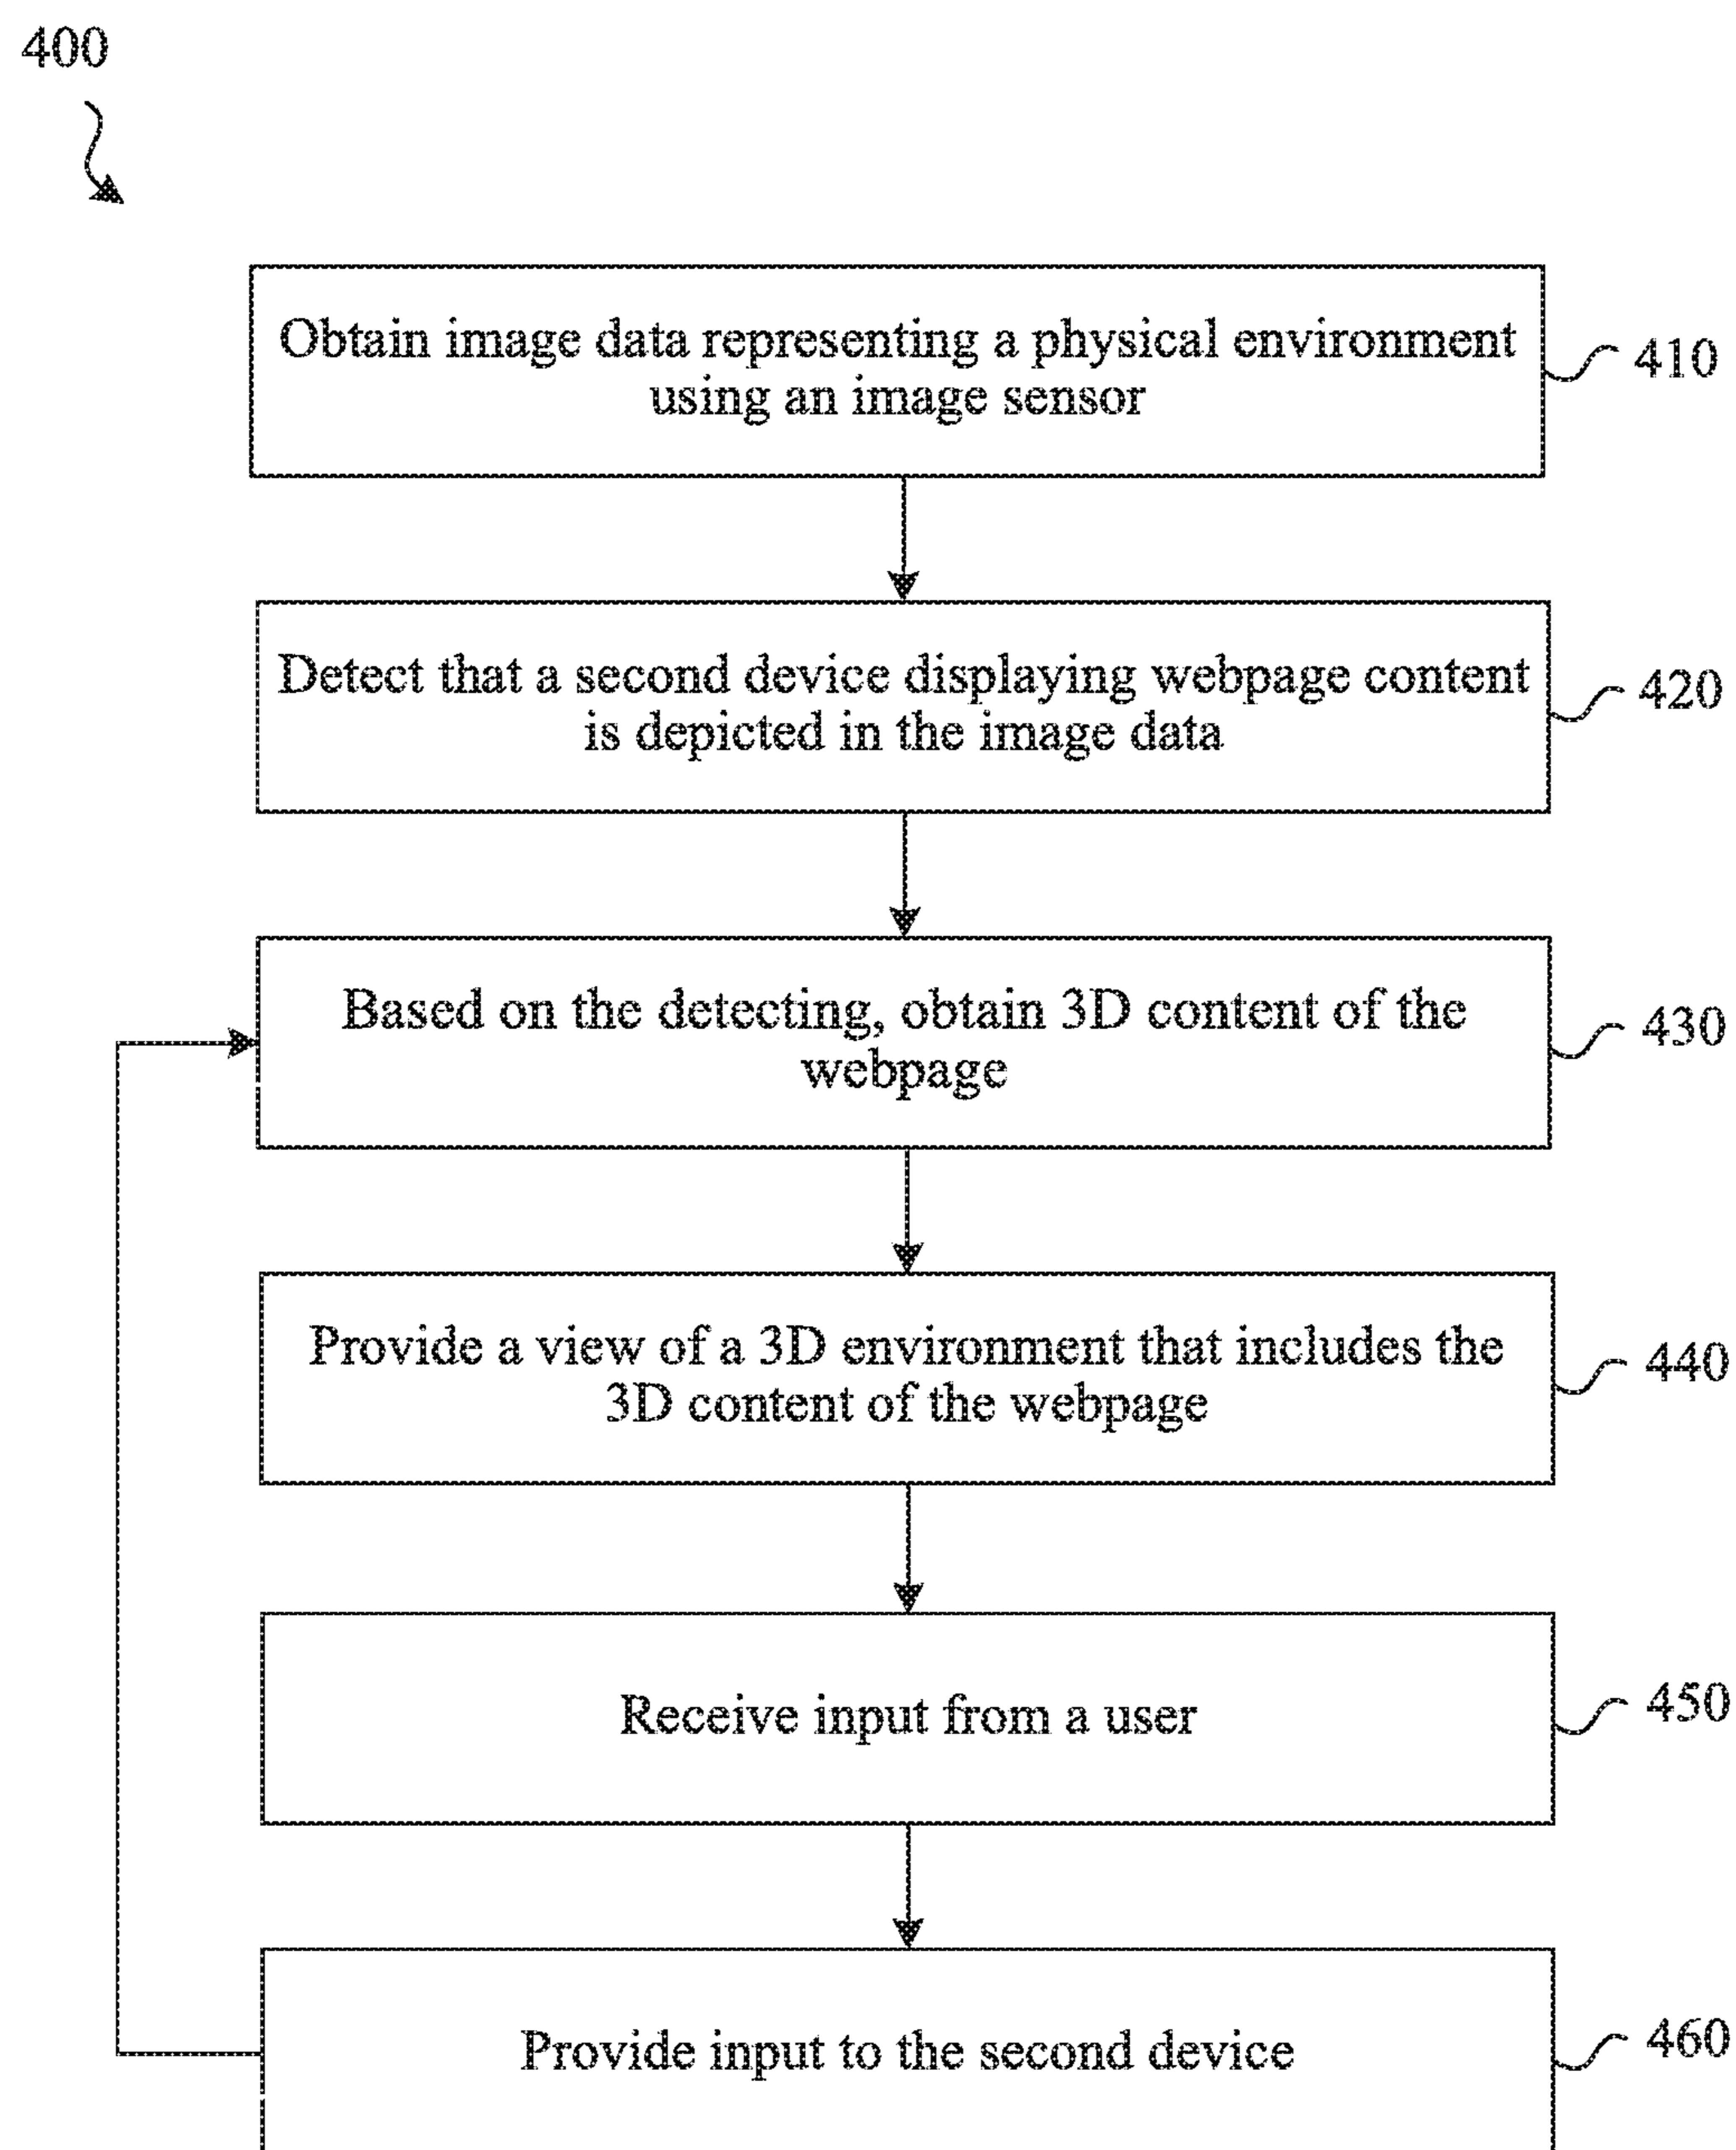 400
Obtain image data representing a physical environment
using an image sensor
410
Detect that a second device displaying webpage content
is depicted in the image data
420
Based on the detecting, obtain 3D content of the
webpage
430
Provide a view of a 3D environment that includes the
3D content of the webpage
440
Receive input from a user
450
Provide input to the second device
460